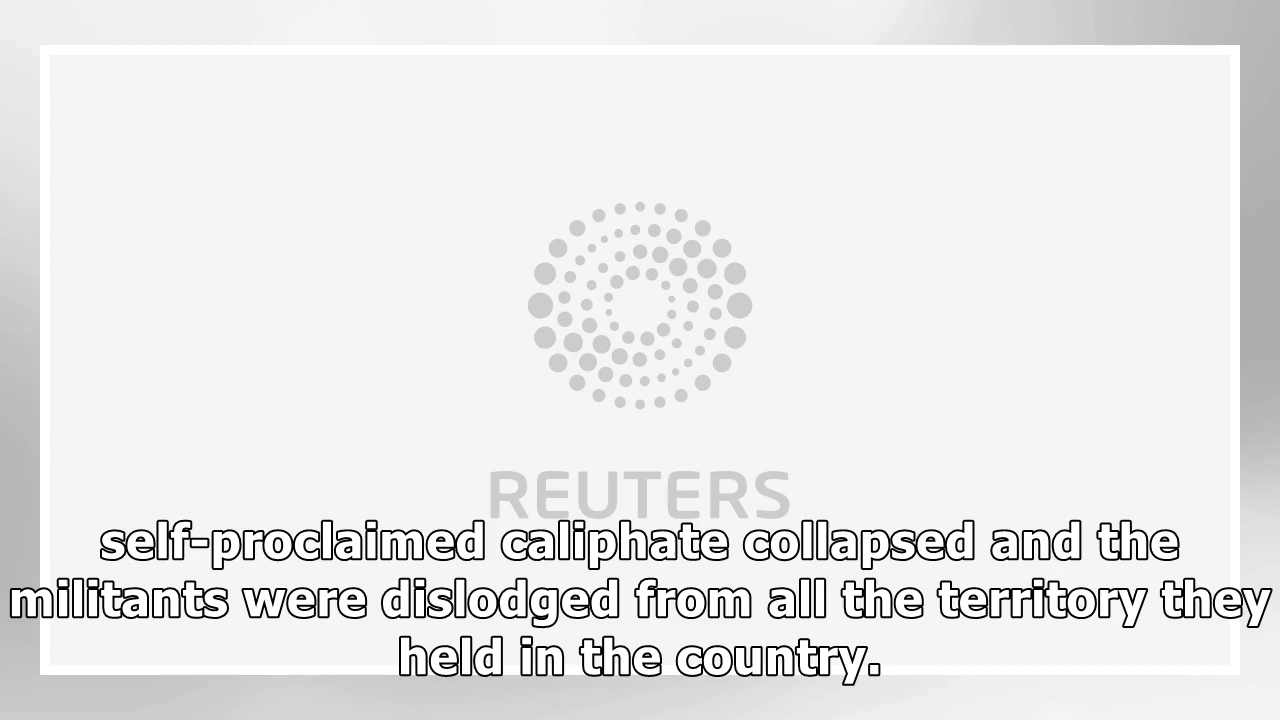 REUTERS
self-proclaimed caliphate collapsed and the
militants were dislodged from all the territory they
held in the country.